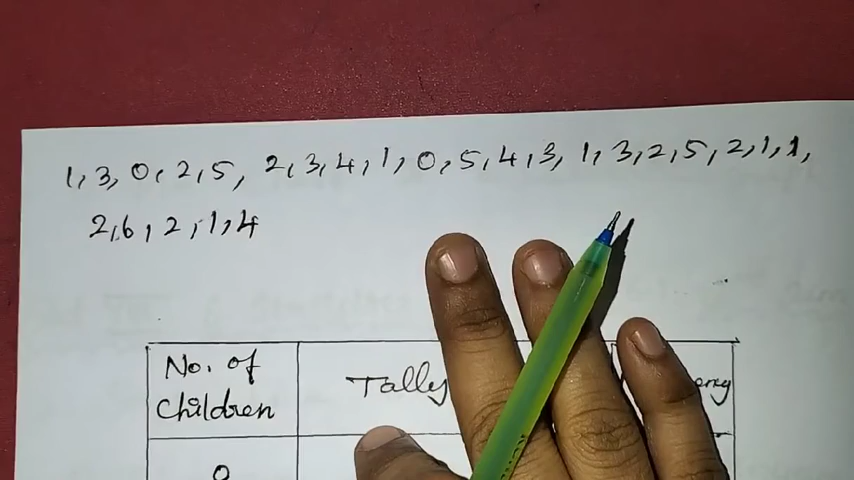 1, 3, 0, 2, 5, 2, 3, 4, 1, 0, 5, 4, 3, 1, 3, 2, 5, 2, 1, 1,
2, 6, 2, 1, 4
No. of Children
Tally
0